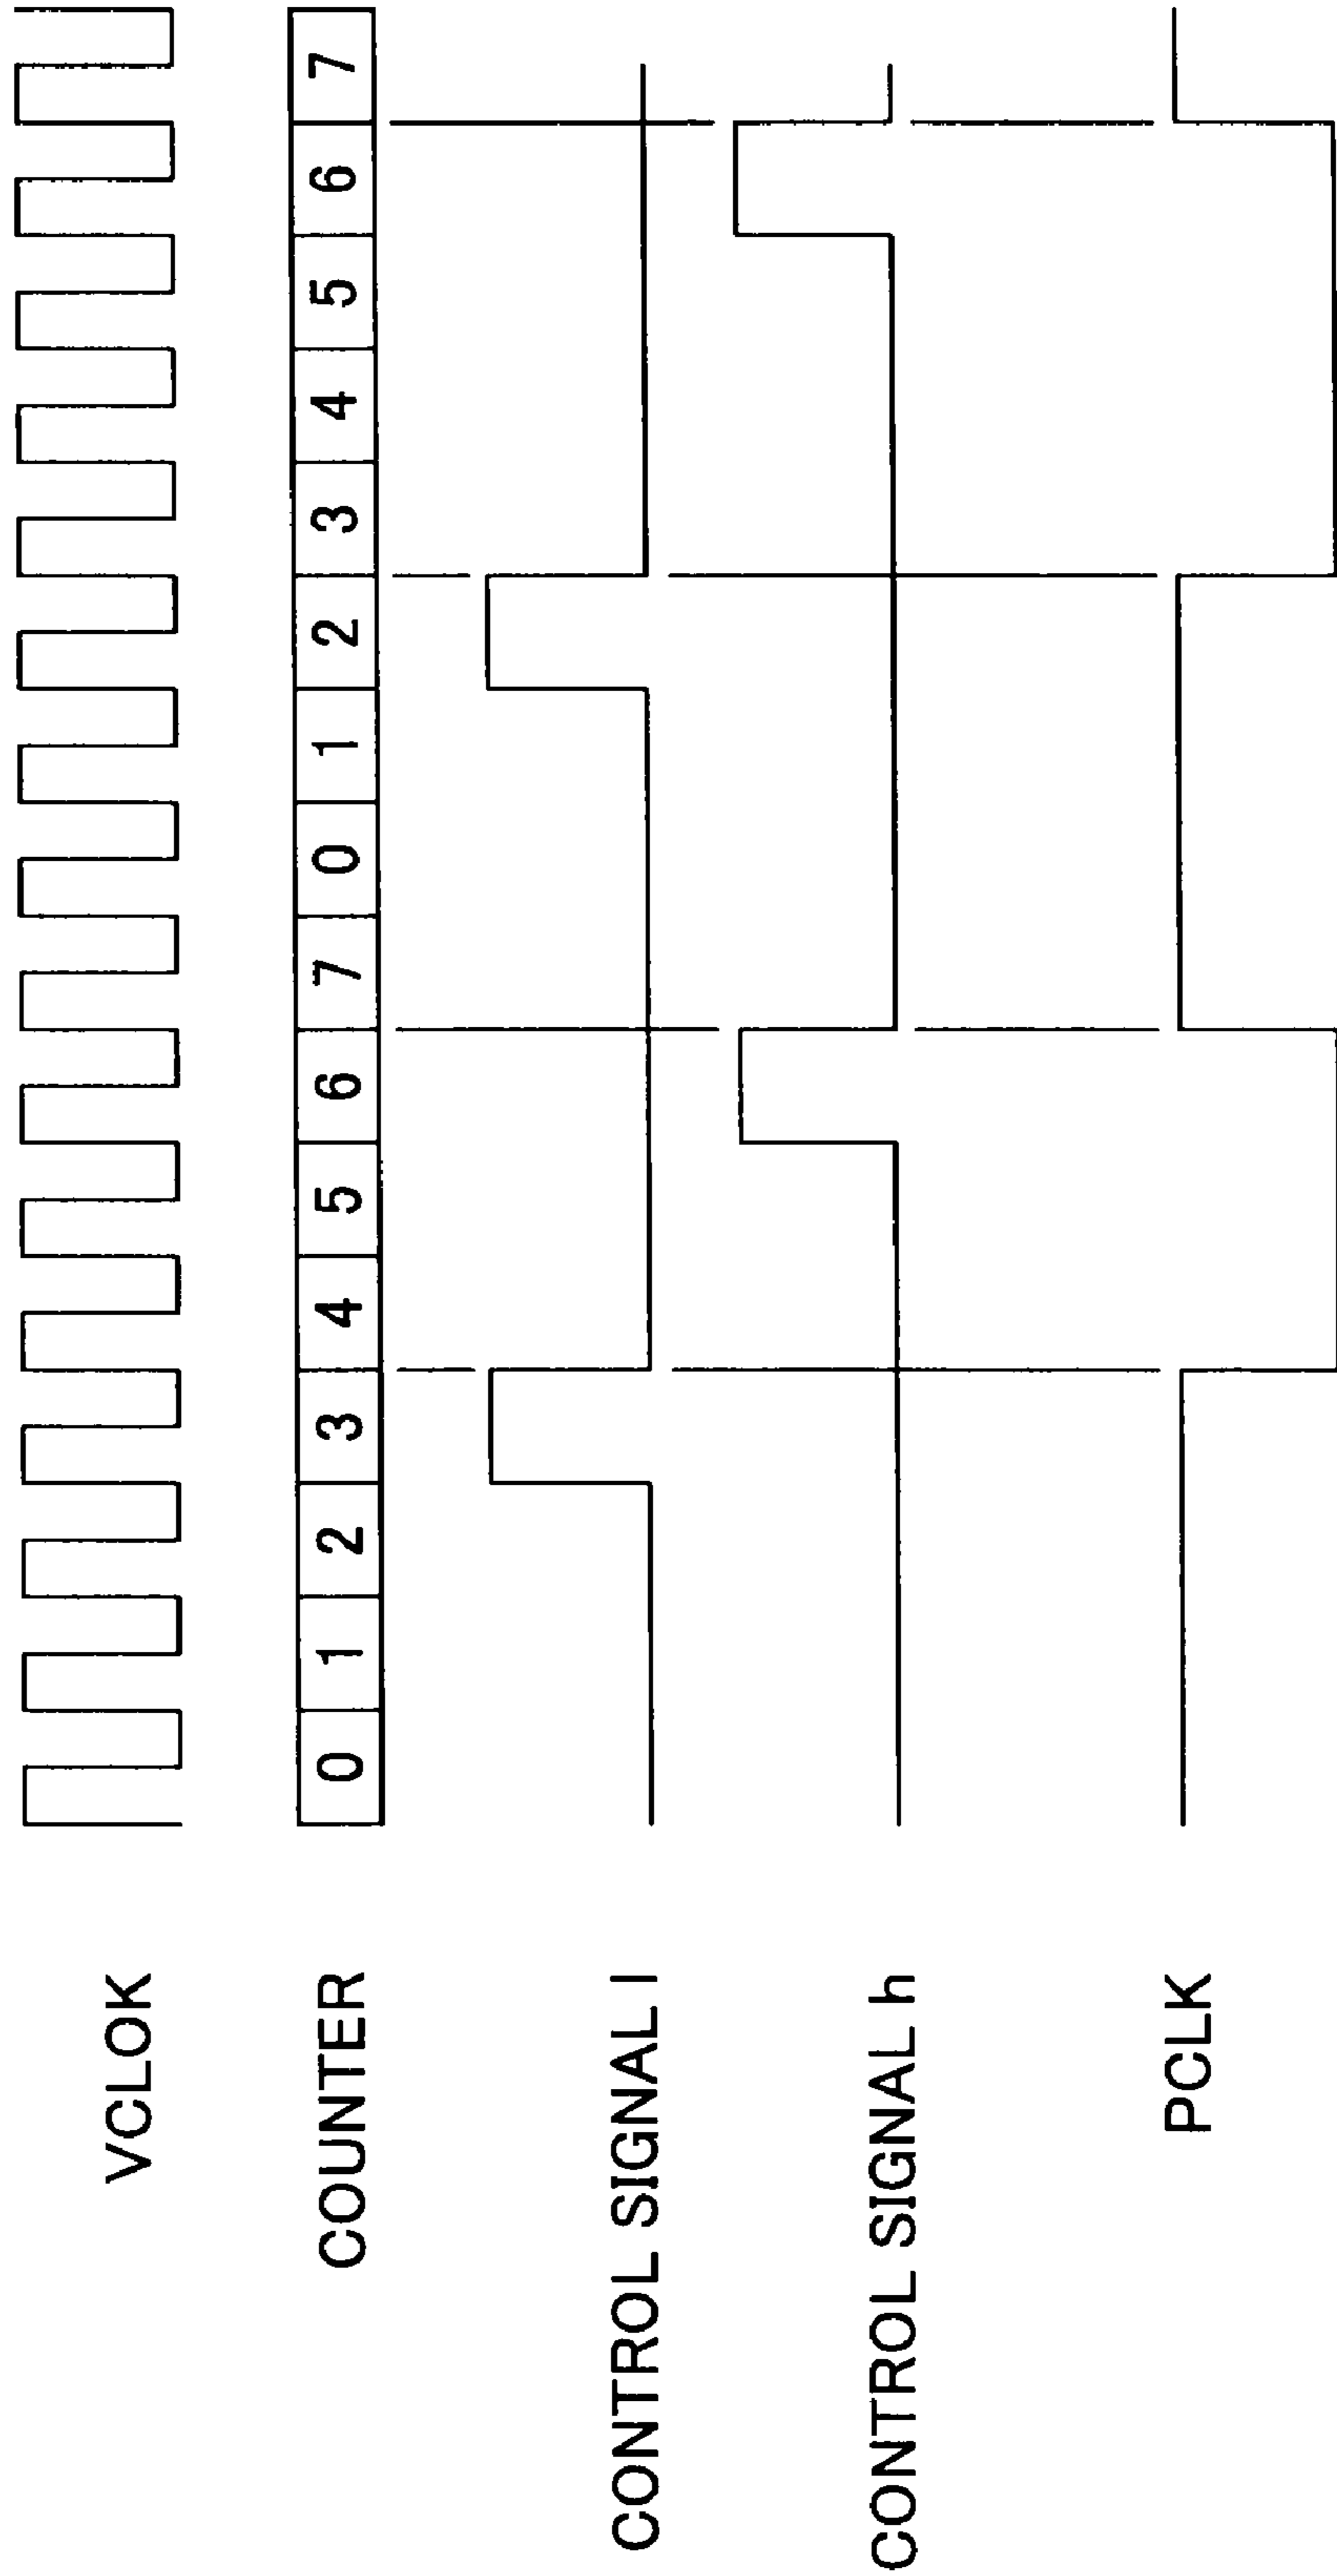 VCLOK
COUNTER 0 1 2 3 4 5 6 7 0 1 2 3 4 5 6 7
CONTROL SIGNAL l
CONTROL SIGNAL h
PCLK